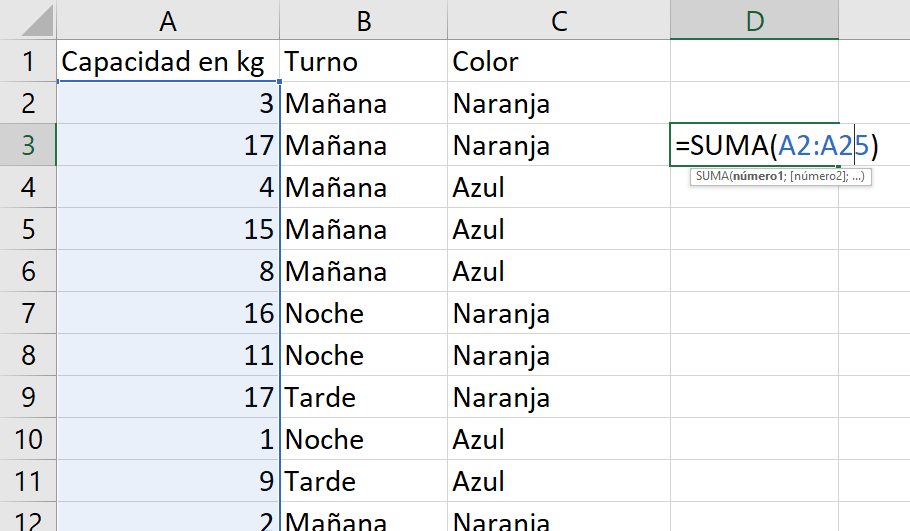 A B C D
1 Capacidad en kg Turno Color
2 3 Mañana Naranja
3 17 Mañana Naranja =SUMA(A2:A25)
SUMA(número1; [número2]; ...)
4 4 Mañana Azul
5 15 Mañana Azul
6 8 Mañana Azul
7 16 Noche Naranja
8 11 Noche Naranja
9 17 Tarde Naranja
10 1 Noche Azul
11 9 Tarde Azul
12 2 Mañana Naranja